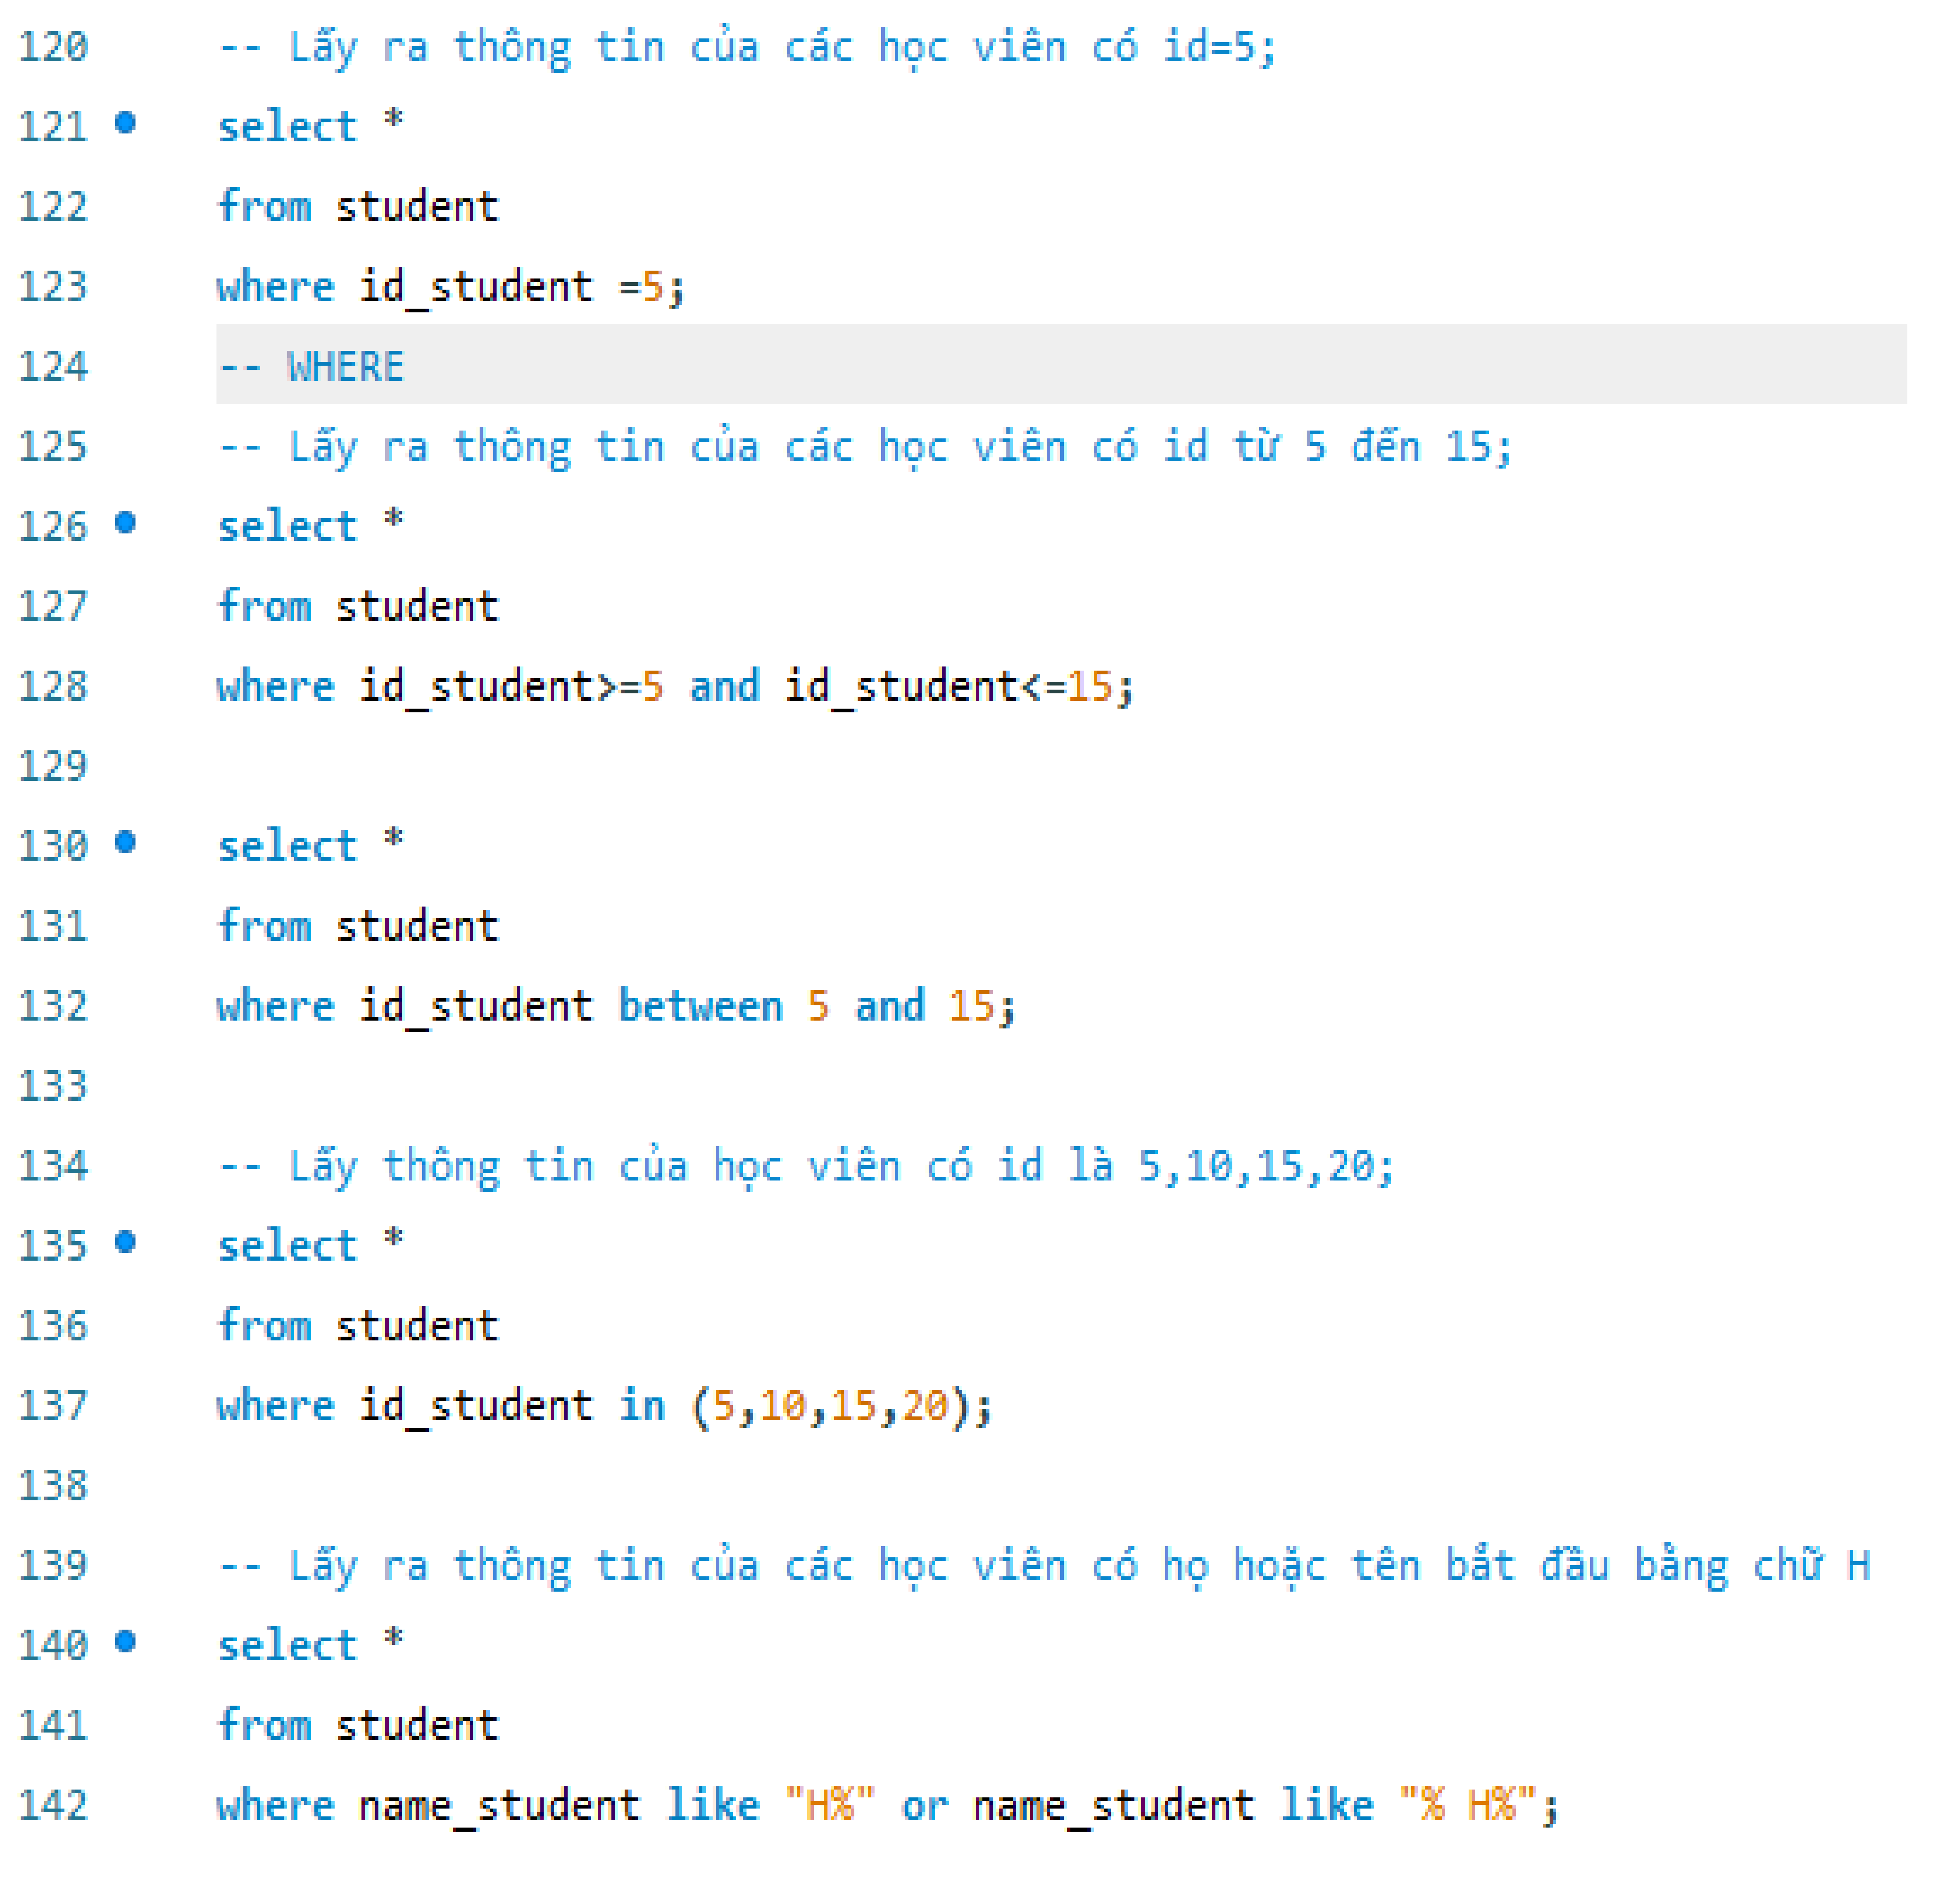 120 -- Lấy ra thông tin của các học viên có id=5;
121 select *
122 from student
123 where id_student =5;
124 -- WHERE
125 -- Lấy ra thông tin của các học viên có id từ 5 đến 15;
126 select *
127 from student
128 where id_student>=5 and id_student<=15;
129
130 select *
131 from student
132 where id_student between 5 and 15;
133
134 -- Lấy thông tin của học viên có id là 5,10,15,20;
135 select *
136 from student
137 where id_student in (5,10,15,20);
138
139 -- Lấy ra thông tin của các học viên có họ hoặc tên bắt đầu bằng chữ H
140 select *
141 from student
142 where name_student like "H%" or name_student like "% H%";